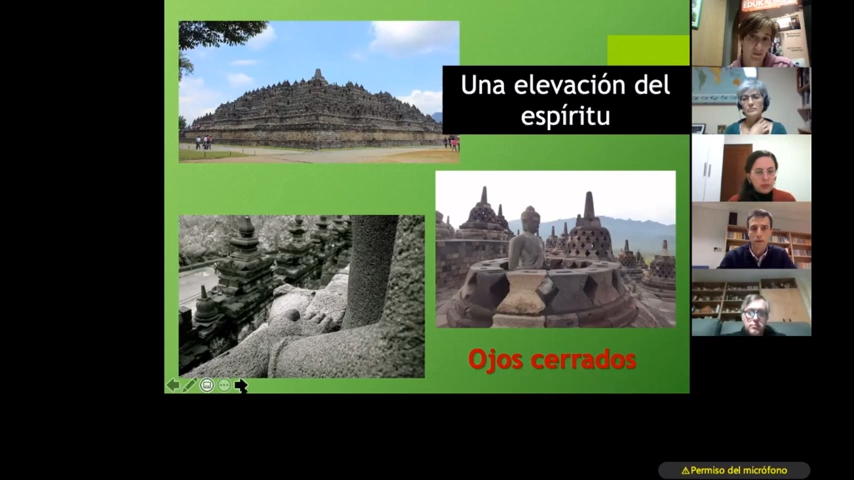 Una elevación del
espíritu
Ojos cerrados
⚠Permiso del micrófono